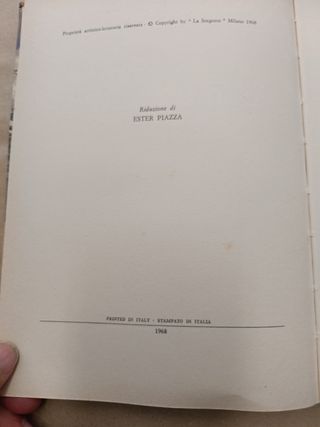 Proprietà artistico-letteraria riservata - © Copyright by " La Sorgente " Milano 1968
Riduzione di
ESTER PIAZZA
PRINTED IN ITALY - STAMPATO IN ITALIA
1968